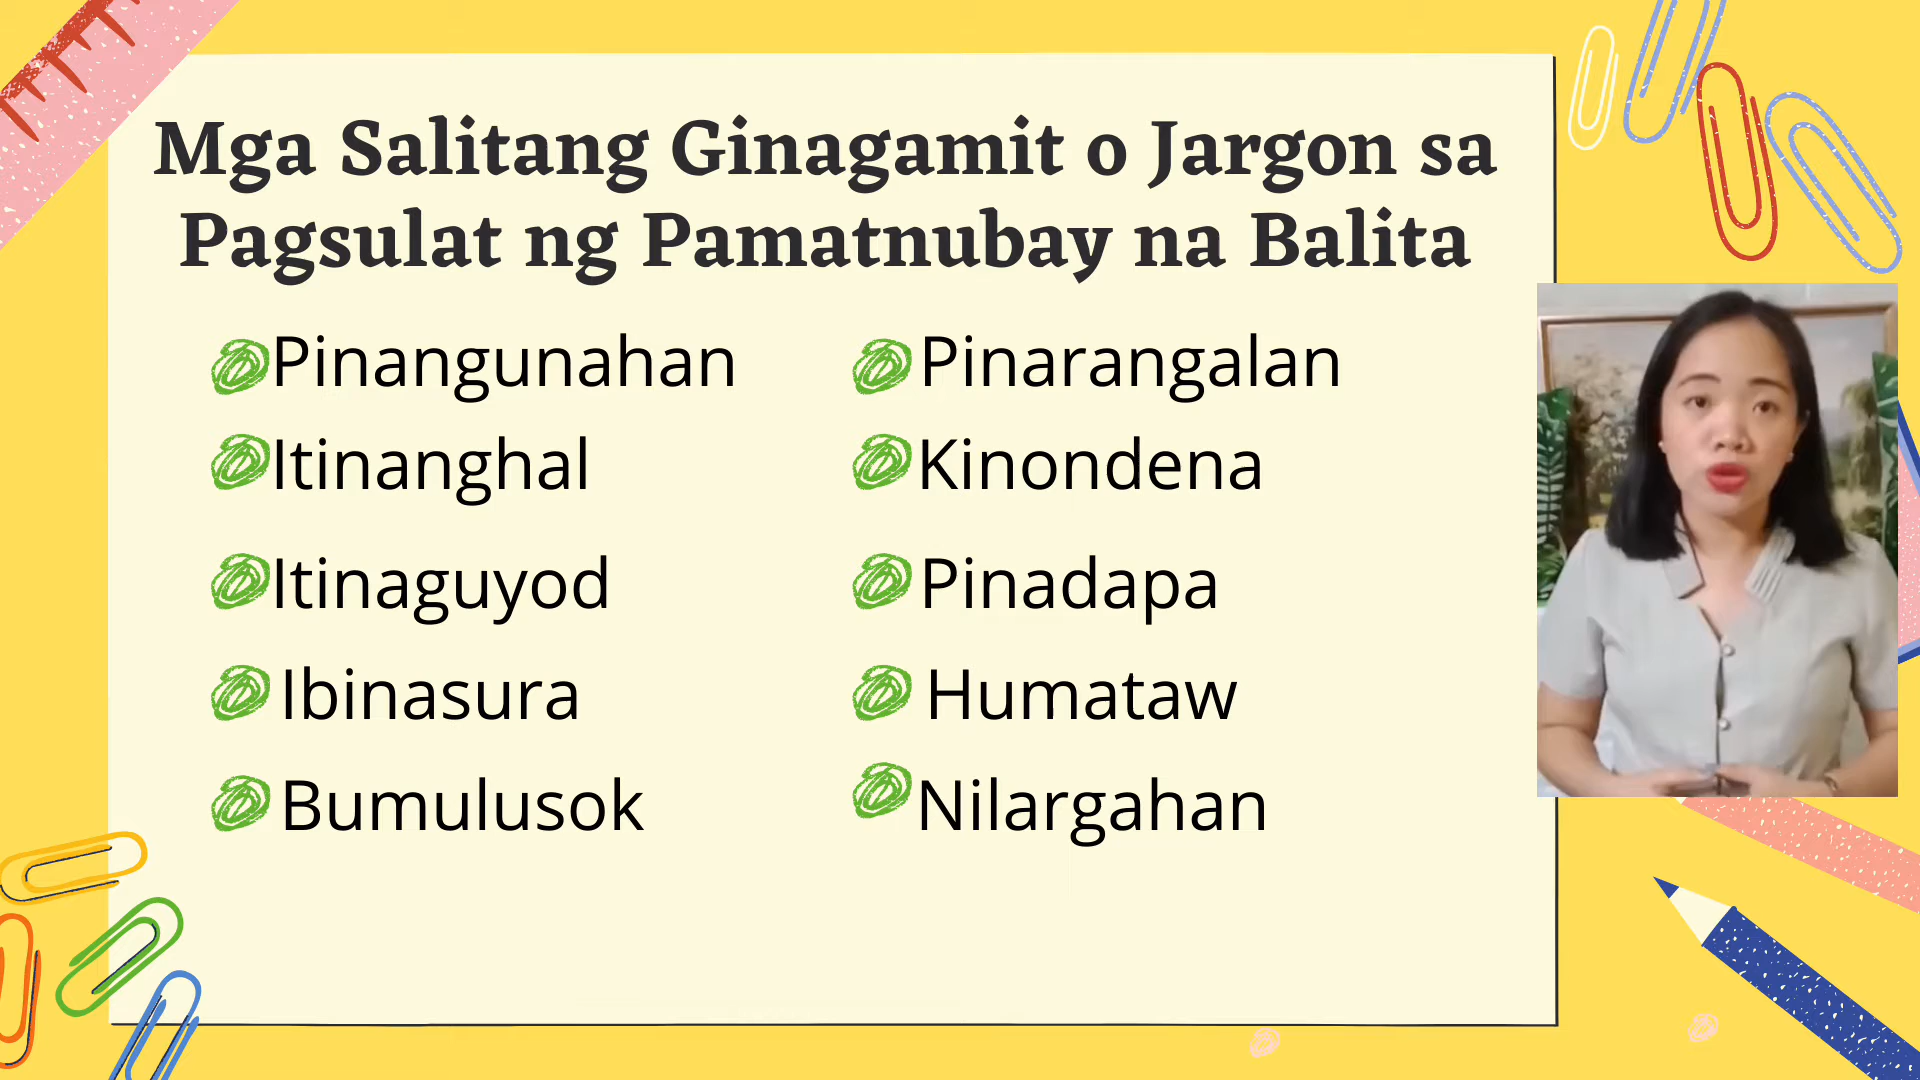 Mga Salitang Ginagamit o Jargon sa
Pagsulat ng Pamatnubay na Balita
Pinangunahan
Itinanghal
Itinaguyod
Ibinasura
Bumulusok
Pinarangalan
Kinondena
Pinadapa
Humataw
Nilargahan